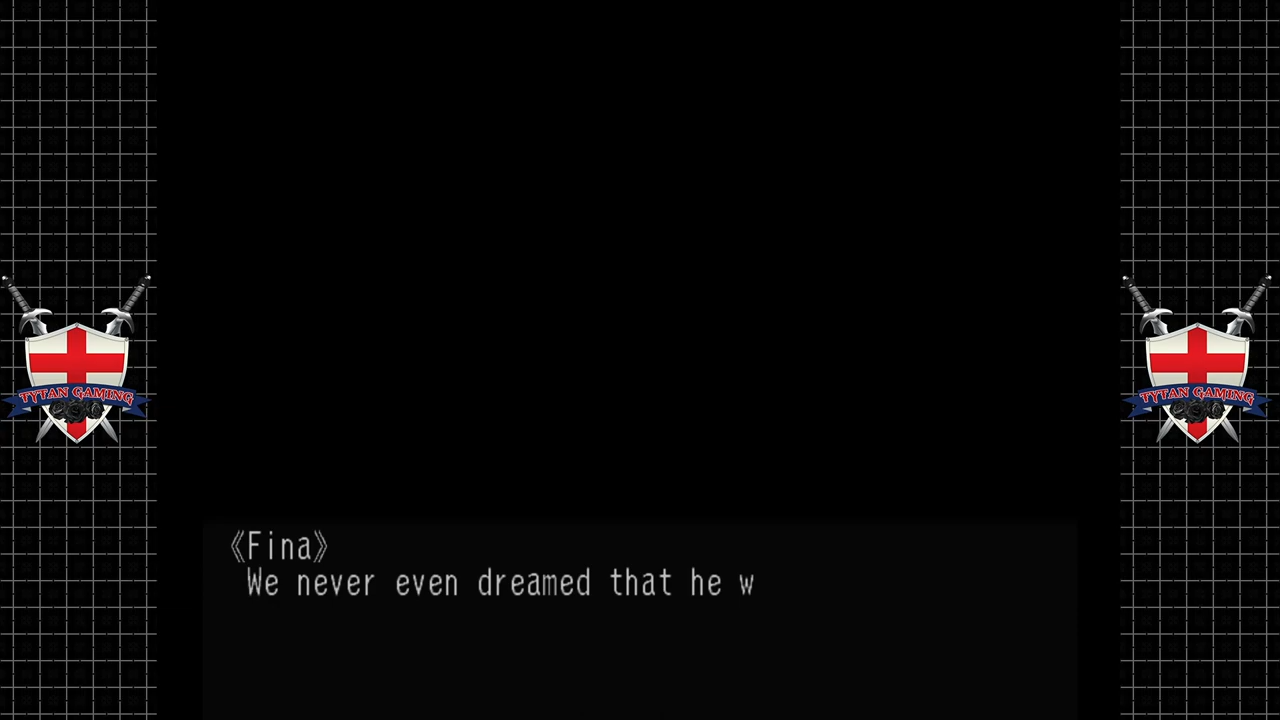 TYTAN GAMING
TYTAN GAMING
《Fina》
We never even dreamed that he w